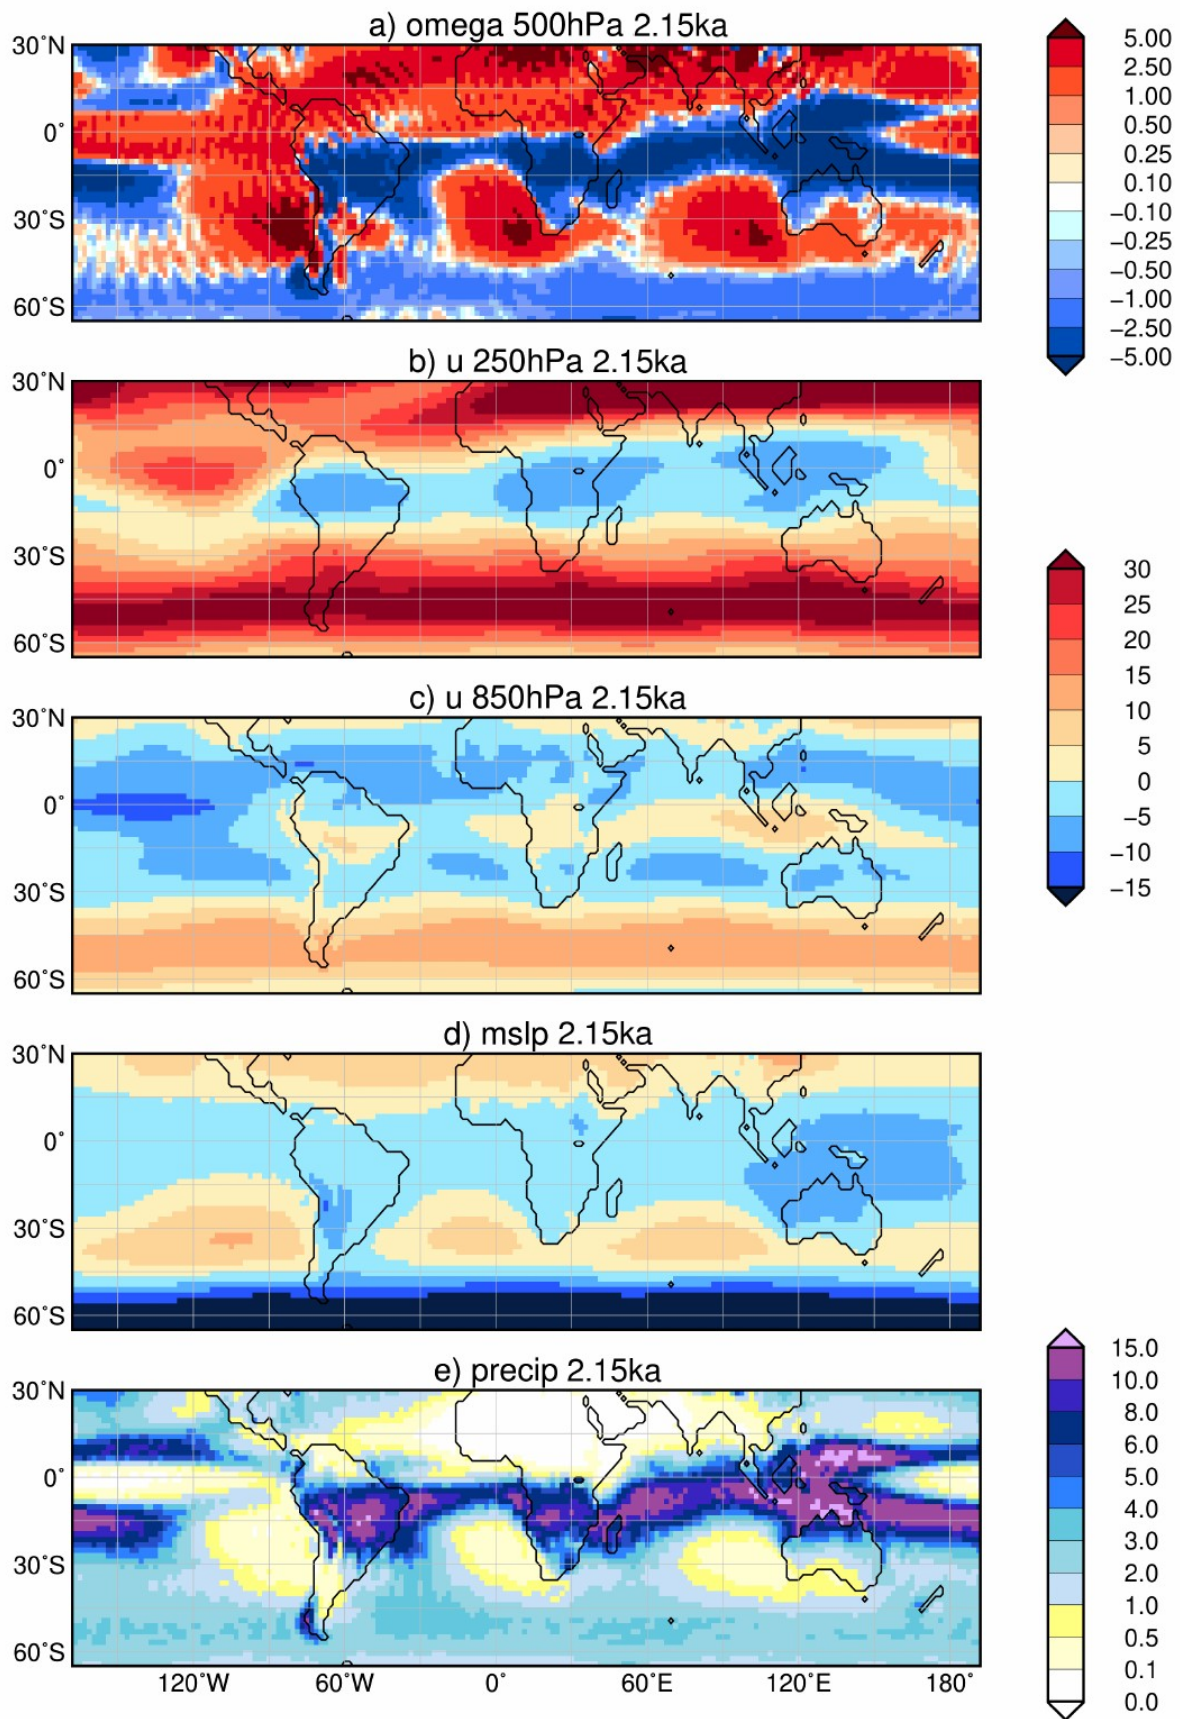 a) omega 500hPa 2.15ka
30˚N
0˚
30˚S
60˚S
5.00
2.50
1.00
0.50
0.25
0.10
−0.10
−0.25
−0.50
−1.00
−2.50
−5.00
b) u 250hPa 2.15ka
30˚N
0˚
30˚S
60˚S
c) u 850hPa 2.15ka
30˚N
0˚
30˚S
60˚S
30
25
20
15
10
5
0
−5
−10
−15
d) mslp 2.15ka
30˚N
0˚
30˚S
60˚S
e) precip 2.15ka
30˚N
0˚
30˚S
60˚S
120˚W
60˚W
0˚
60˚E
120˚E
180˚
15.0
10.0
8.0
6.0
5.0
4.0
3.0
2.0
1.0
0.5
0.1
0.0